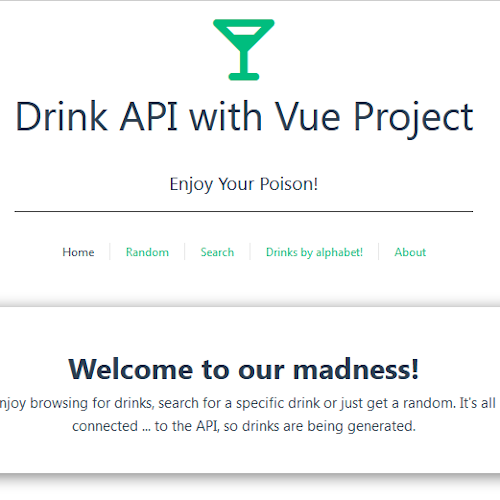 Drink API with Vue Project
Enjoy Your Poison!
Home Random Search Drinks by alphabet! About
Welcome to our madness!
njoy browsing for drinks, search for a specific drink or just get a random. It's all
connected ... to the API, so drinks are being generated.